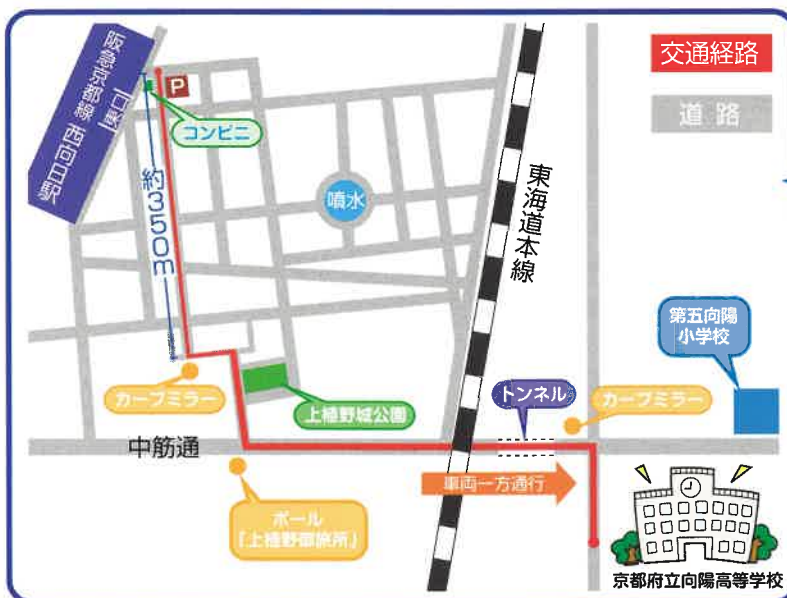 交通経路
道路
阪急京都線 西向日駅
P
コンビニ
約350m
噴水
東海道本線
第五向陽
小学校
カーブミラー
上植野城公園
トンネル
カーブミラー
中筋通
車両一方通行
ポール
「上植野御旅所」
京都府立向陽高等学校